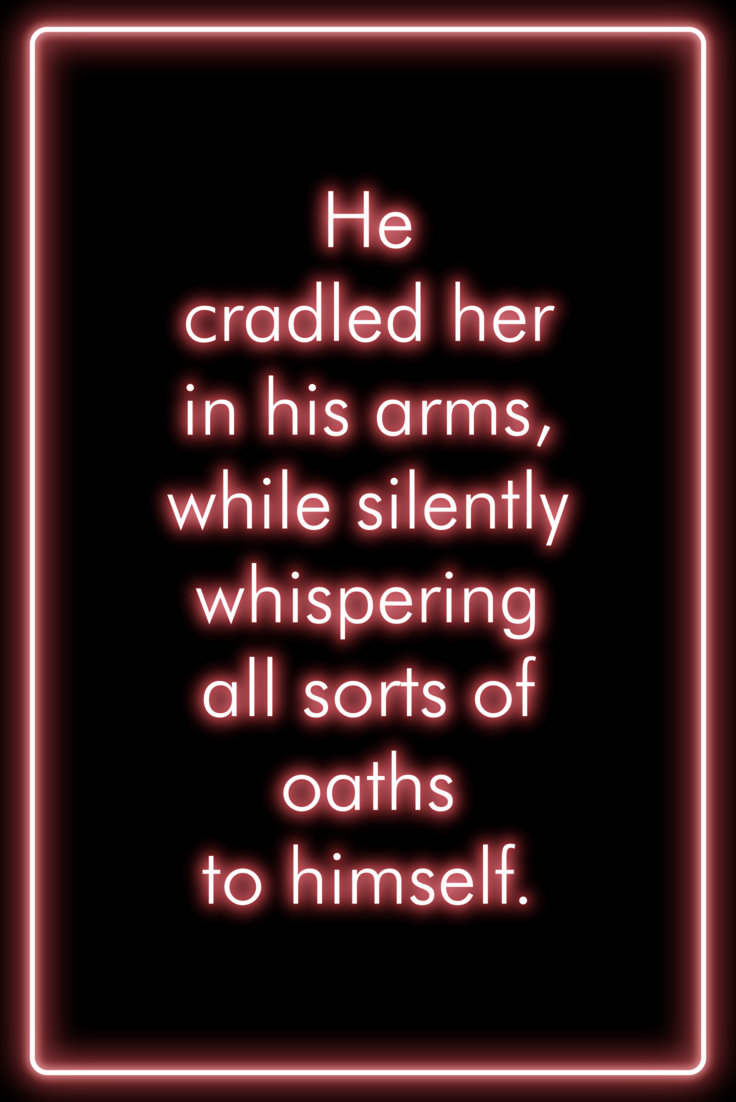 He
cradled her
in his arms,
while silently
whispering
all sorts of
oaths
to himself.